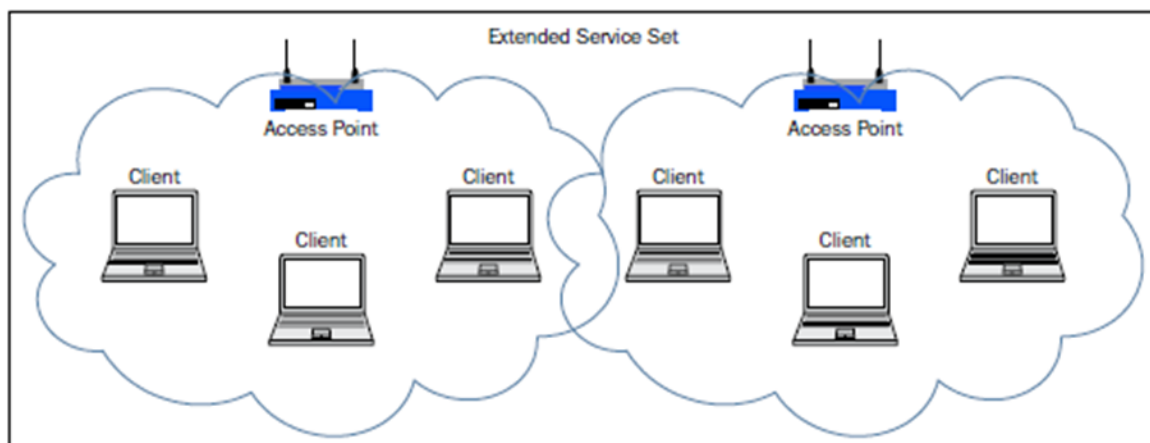 Extended Service Set
Access Point
Access Point
Client
Client
Client
Client
Client
Client